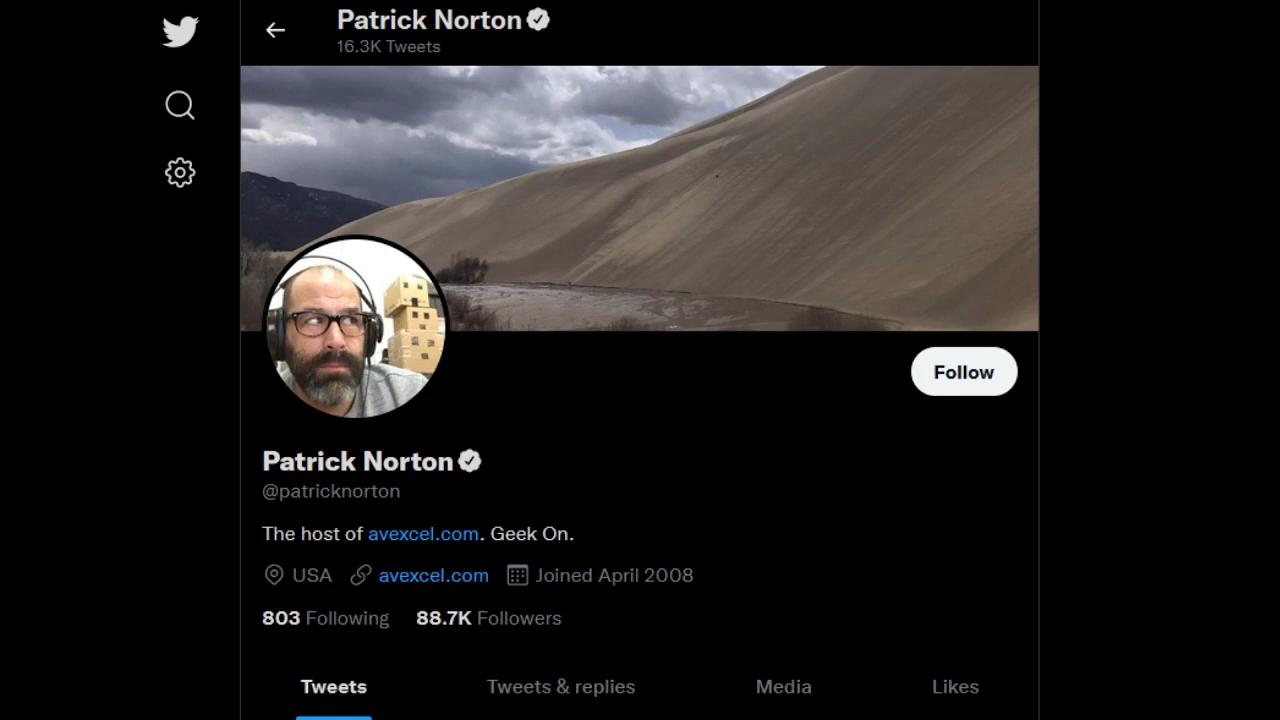 Patrick Norton
16.3K Tweets
Follow
Patrick Norton
@patricknorton
The host of avexcel.com. Geek On.
USA avexcel.com Joined April 2008
803 Following 88.7K Followers
Tweets Tweets & replies Media Likes